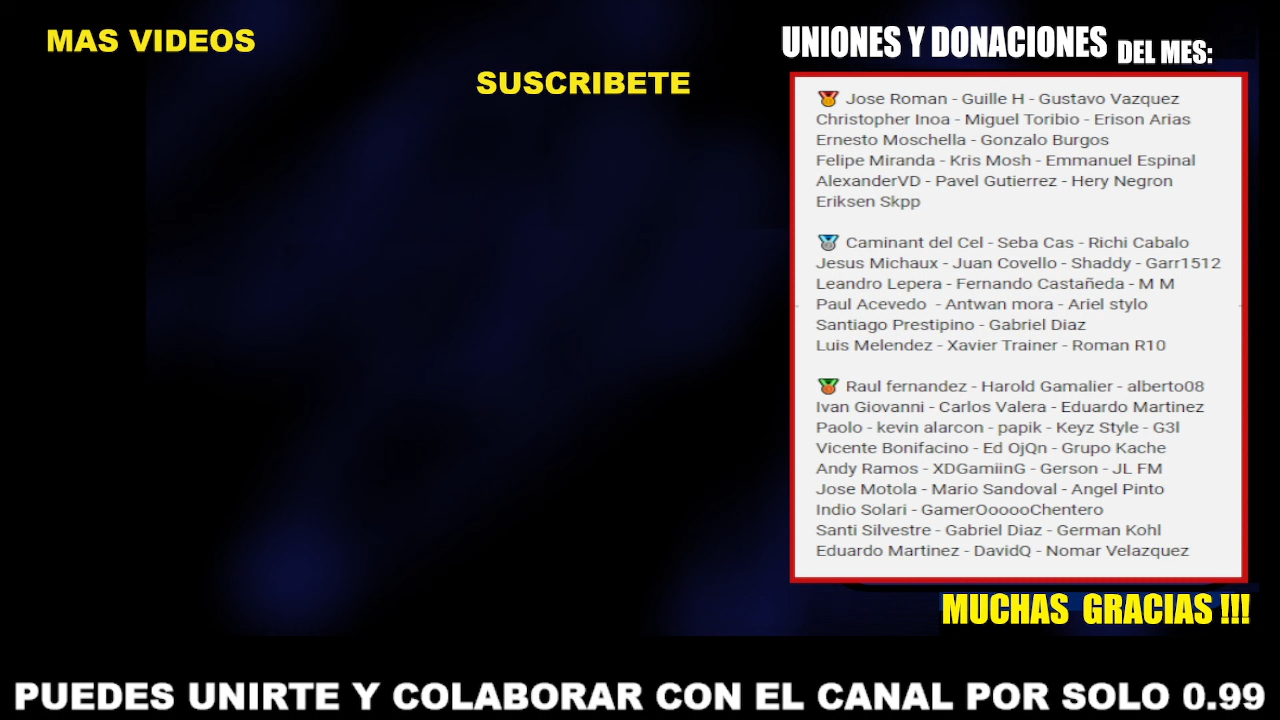 MAS VIDEOS
SUSCRIBETE
UNIONES Y DONACIONES DEL MES:
Jose Roman - Guille H - Gustavo Vazquez
Christopher Inoa - Miguel Toribio - Erison Arias
Ernesto Moschella - Gonzalo Burgos
Felipe Miranda - Kris Mosh - Emmanuel Espinal
AlexanderVD - Pavel Gutierrez - Hery Negron
Eriksen Skpp
Caminant del Cel - Seba Cas - Richi Cabalo
Jesus Michaux - Juan Covello - Shaddy - Garr1512
Leandro Lepera - Fernando Castañeda - M M
Paul Acevedo - Antwan mora - Ariel stylo
Santiago Prestipino - Gabriel Diaz
Luis Melendez - Xavier Trainer - Roman R10
Raul fernandez - Harold Gamalier - alberto08
Ivan Giovanni - Carlos Valera - Eduardo Martinez
Paolo - kevin alarcon - papik - Keyz Style - G3l
Vicente Bonifacino - Ed OjQn - Grupo Kache
Andy Ramos - XDGamiinG - Gerson - JL FM
Jose Motola - Mario Sandoval - Angel Pinto
Indio Solari - GamerOooooChentero
Santi Silvestre - Gabriel Diaz - German Kohl
Eduardo Martinez - DavidQ - Nomar Velazquez
MUCHAS GRACIAS !!!
PUEDES UNIRTE Y COLABORAR CON EL CANAL POR SOLO 0.99